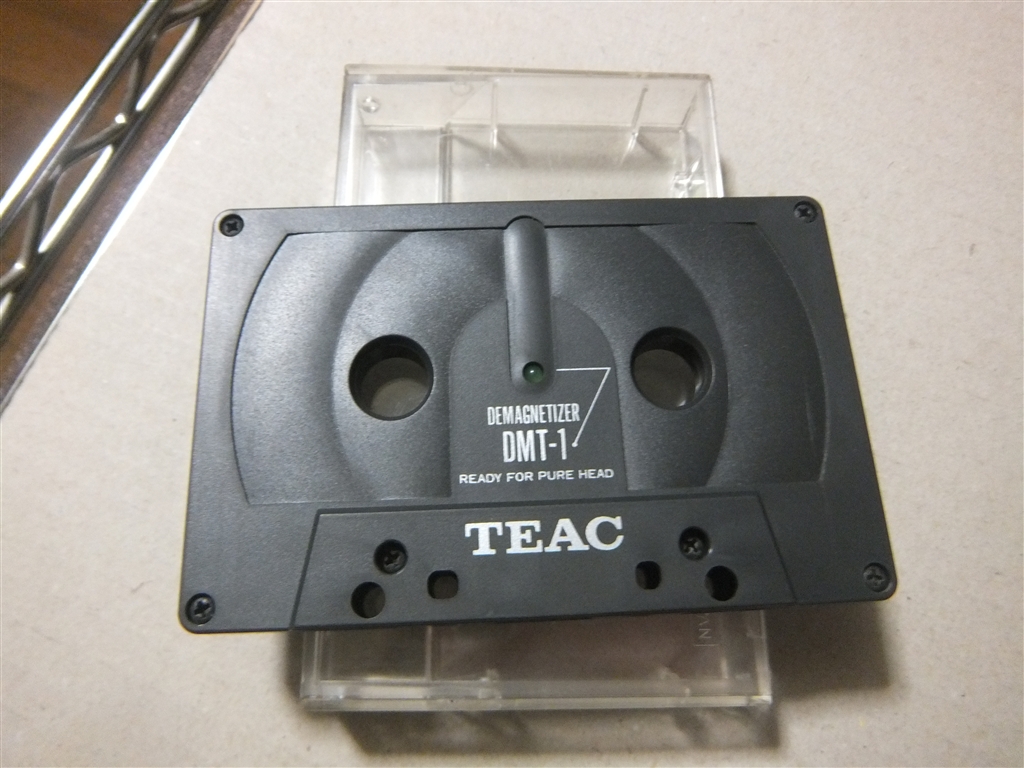 DEMAGNETIZER
DMT-1
READY FOR PURE HEAD
TEAC